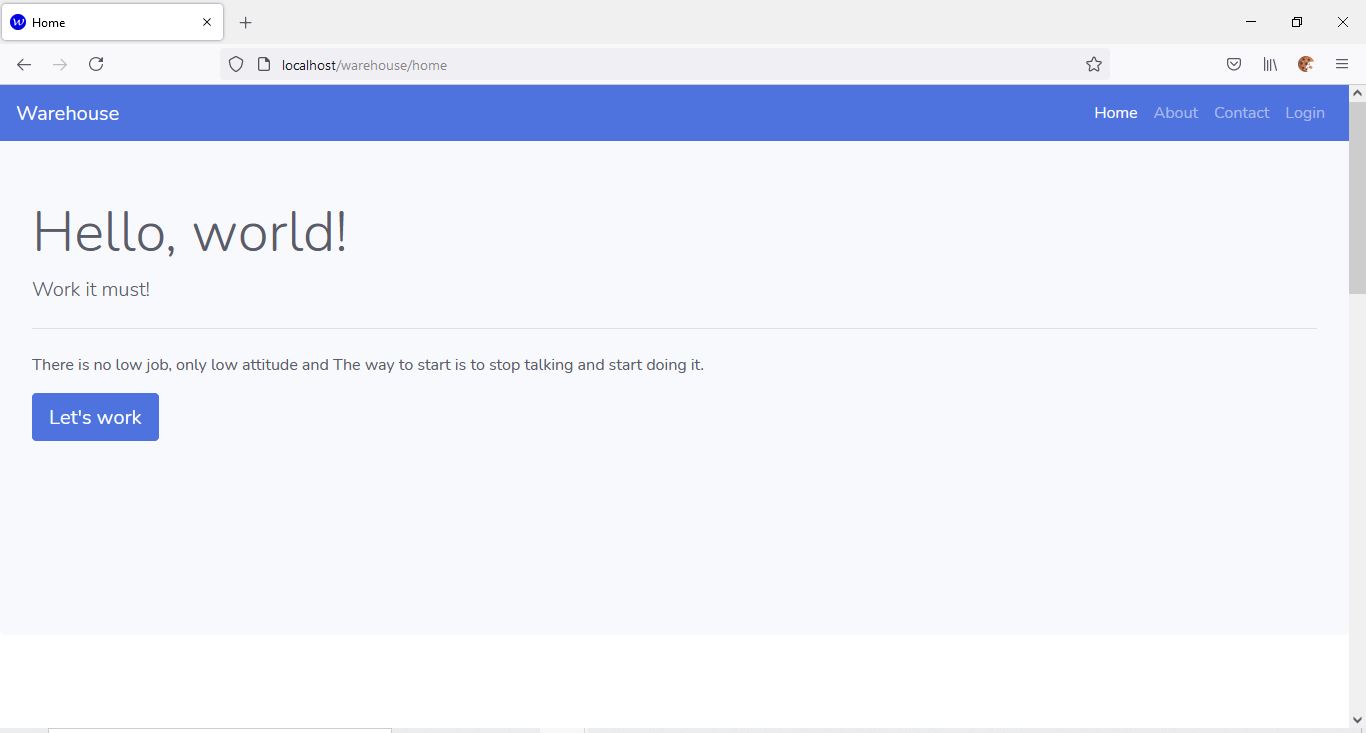 Home
localhost/warehouse/home
Warehouse
Home About Contact Login
Hello, world!
Work it must!
There is no low job, only low attitude and The way to start is to stop talking and start doing it.
Let's work